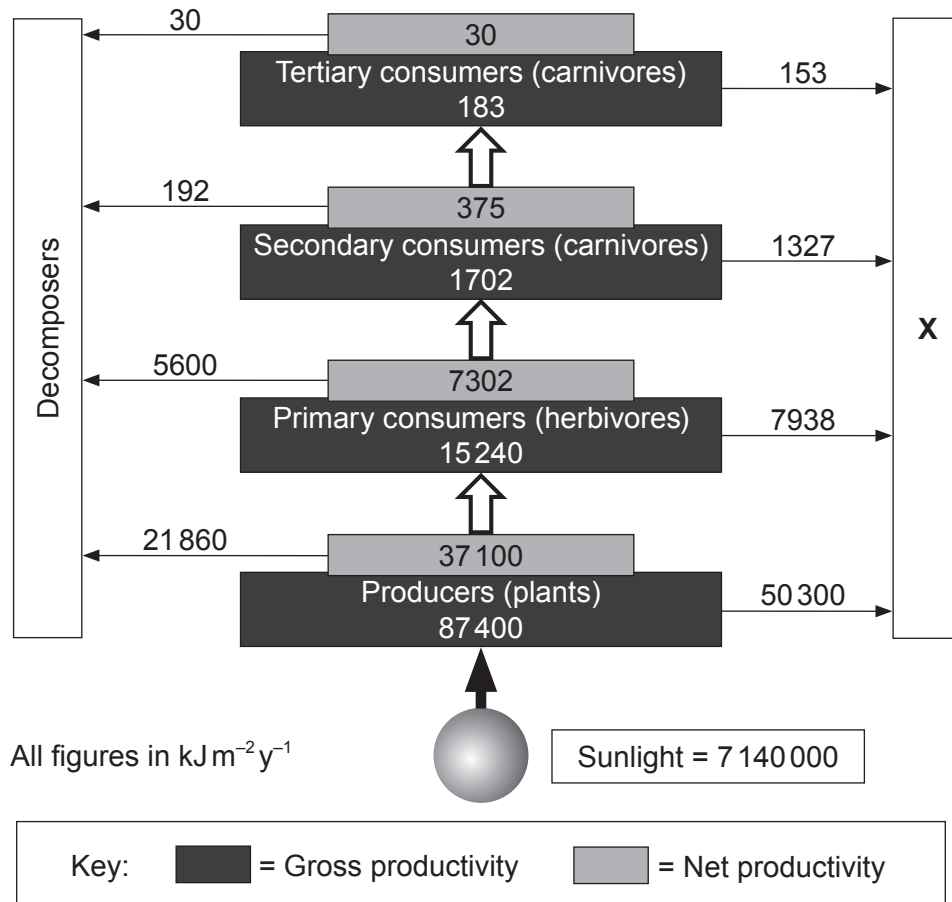 30
30
Tertiary consumers (carnivores)
183
153
192
375
Secondary consumers (carnivores)
1702
1327
Decomposers
X
5600
7302
Primary consumers (herbivores)
15 240
7938
21 860
37 100
Producers (plants)
87 400
50 300
All figures in kJ m⁻² y⁻¹
Sunlight = 7 140 000
Key: = Gross productivity = Net productivity